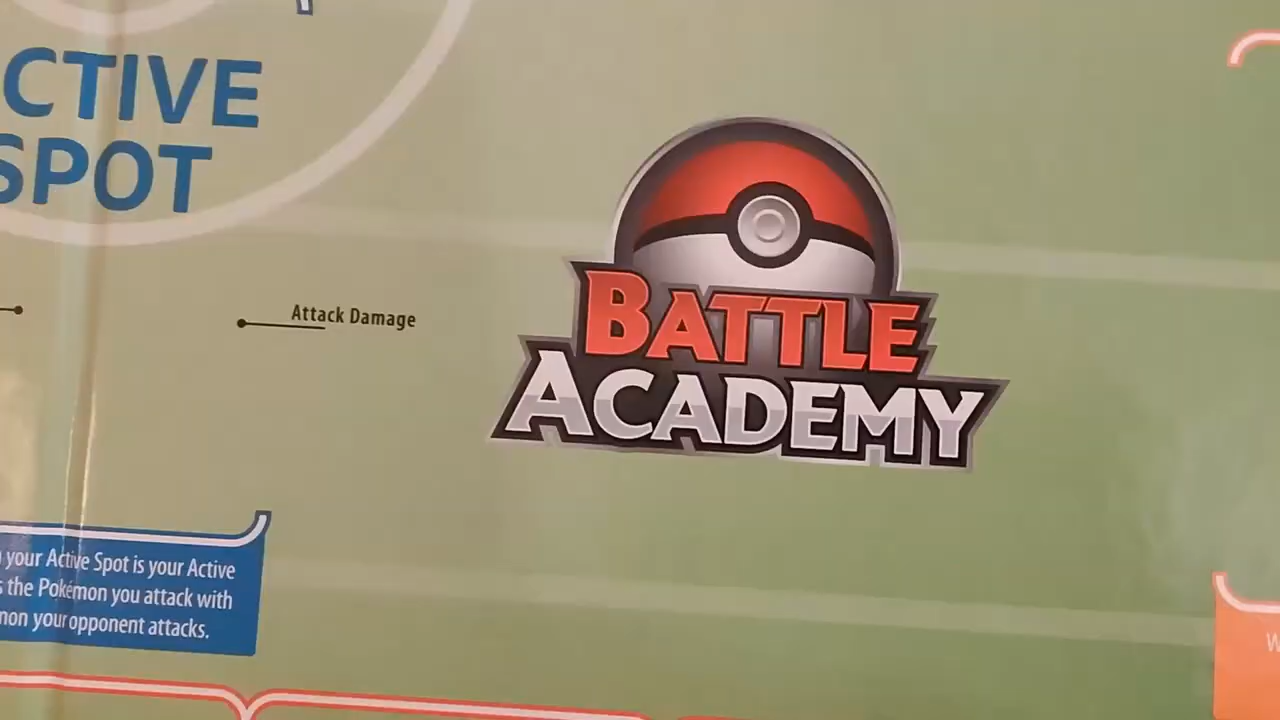 CTIVE
SPOT
Attack Damage
BATTLE
ACADEMY
your Active Spot is your Active
the Pokémon you attack with
your opponent attacks.